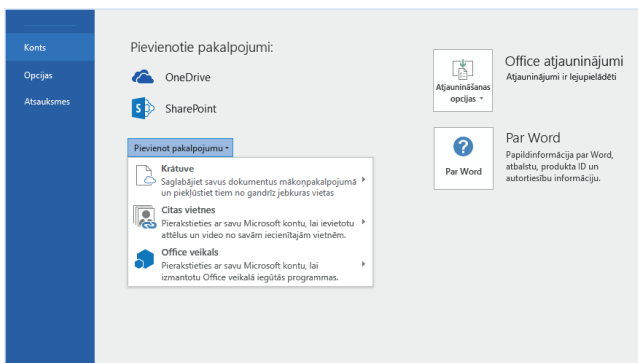 Konts
Opcijas
Atsauksmes
Pievienotie pakalpojumi:
OneDrive
S
SharePoint
Pievienot pakalpojumu
Krātuve
Saglabājiet savus dokumentus mākoņpakalpojumā
un piekļūstiet tiem no gandrīz jebkuras vietas
Citas vietnes
Pierakstieties ar savu Microsoft kontu, lai ievietotu
attēlus un video no savām iecienītajām vietnēm.
Office veikals
Pierakstieties ar savu Microsoft kontu, lai
izmantotu Office veikalā iegūtās programmas.
Atjaunināšanas
opcijas
Office atjauninājumi
Atjauninājumi ir lejupielādēti
?
Par Word
Par Word
Papildinformācija par Word,
atbalstu, produkta ID un
autortiesību informāciju.